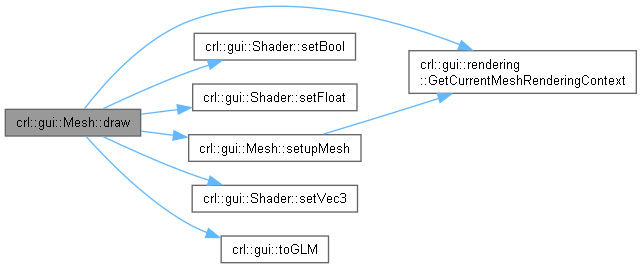 crl::gui::Mesh::draw
crl::gui::Shader::setBool
crl::gui::Shader::setFloat
crl::gui::Mesh::setupMesh
crl::gui::Shader::setVec3
crl::gui::toGLM
crl::gui::rendering
::GetCurrentMeshRenderingContext